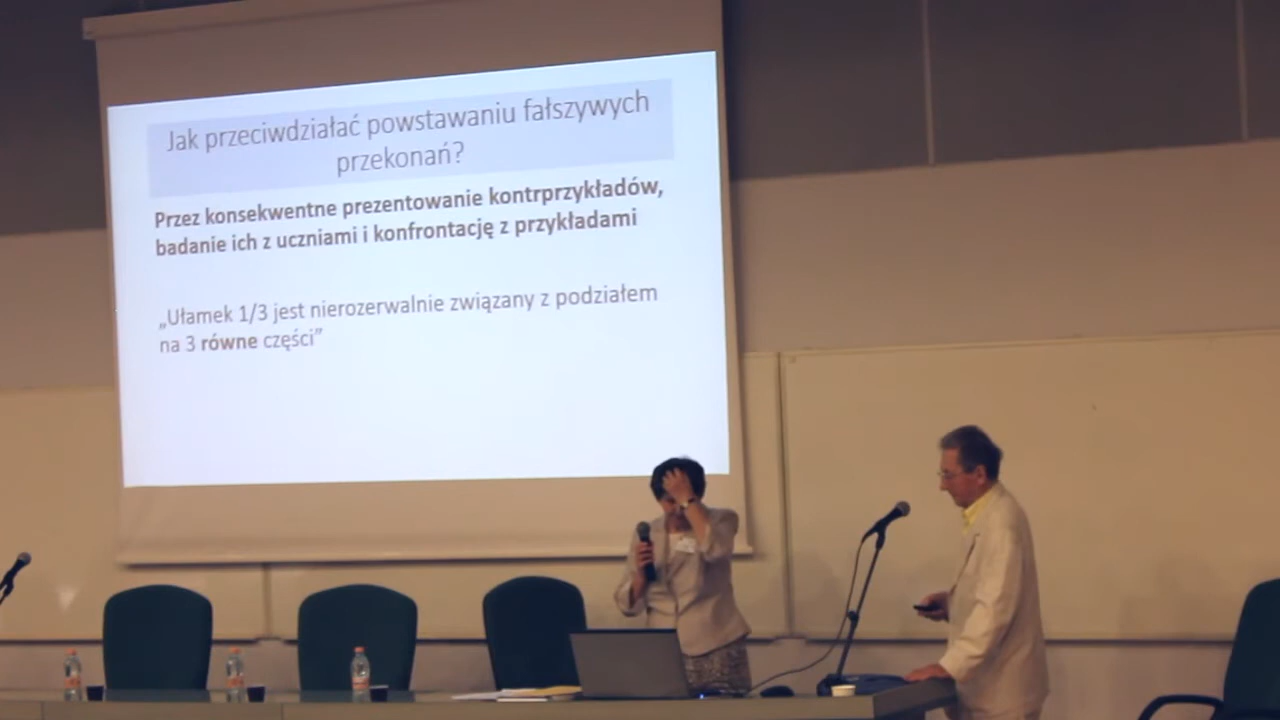 Jak przeciwdziałać powstawaniu fałszywych
przekonań?
Przez konsekwentne prezentowanie kontrprzykładów,
badanie ich z uczniami i konfrontację z przykładami
„Ułamek 1/3 jest nierozerwalnie związany z podziałem
na 3 równe części”